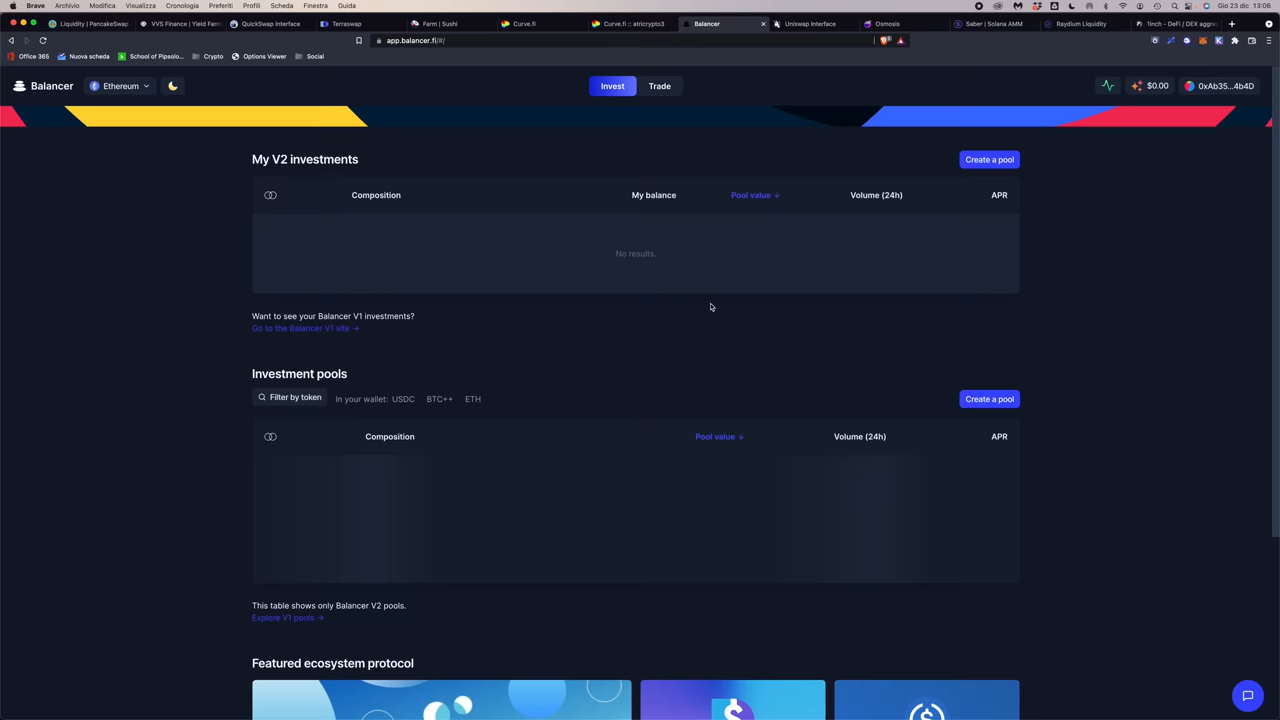 Brave Archivio Modifica Visualizza Cronologia Preferiti Profili Scheda Finestra Guida Gio 23 dic 13:06
Liquidity | PancakeSwap VVS Finance | Yield Farm QuickSwap Interface Terraswap Farm | Sushi Curve.fi Curve.fi :: atricrypto3 Balancer Uniswap Interface Osmosis Saber | Solana AMM Raydium Liquidity 1inch - DeFi / DEX aggre
app.balancer.fi/#/
Office 365 Nuova scheda School of Pipsolo... Crypto Options Viewer Social
Balancer Ethereum Invest Trade $0.00 0xAb35...4b4D
My V2 investments Create a pool
Composition My balance Pool value ↓ Volume (24h) APR
No results.
Want to see your Balancer V1 investments?
Go to the Balancer V1 site →
Investment pools
Filter by token In your wallet: USDC BTC++ ETH Create a pool
Composition Pool value ↓ Volume (24h) APR
This table shows only Balancer V2 pools.
Explore V1 pools →
Featured ecosystem protocol